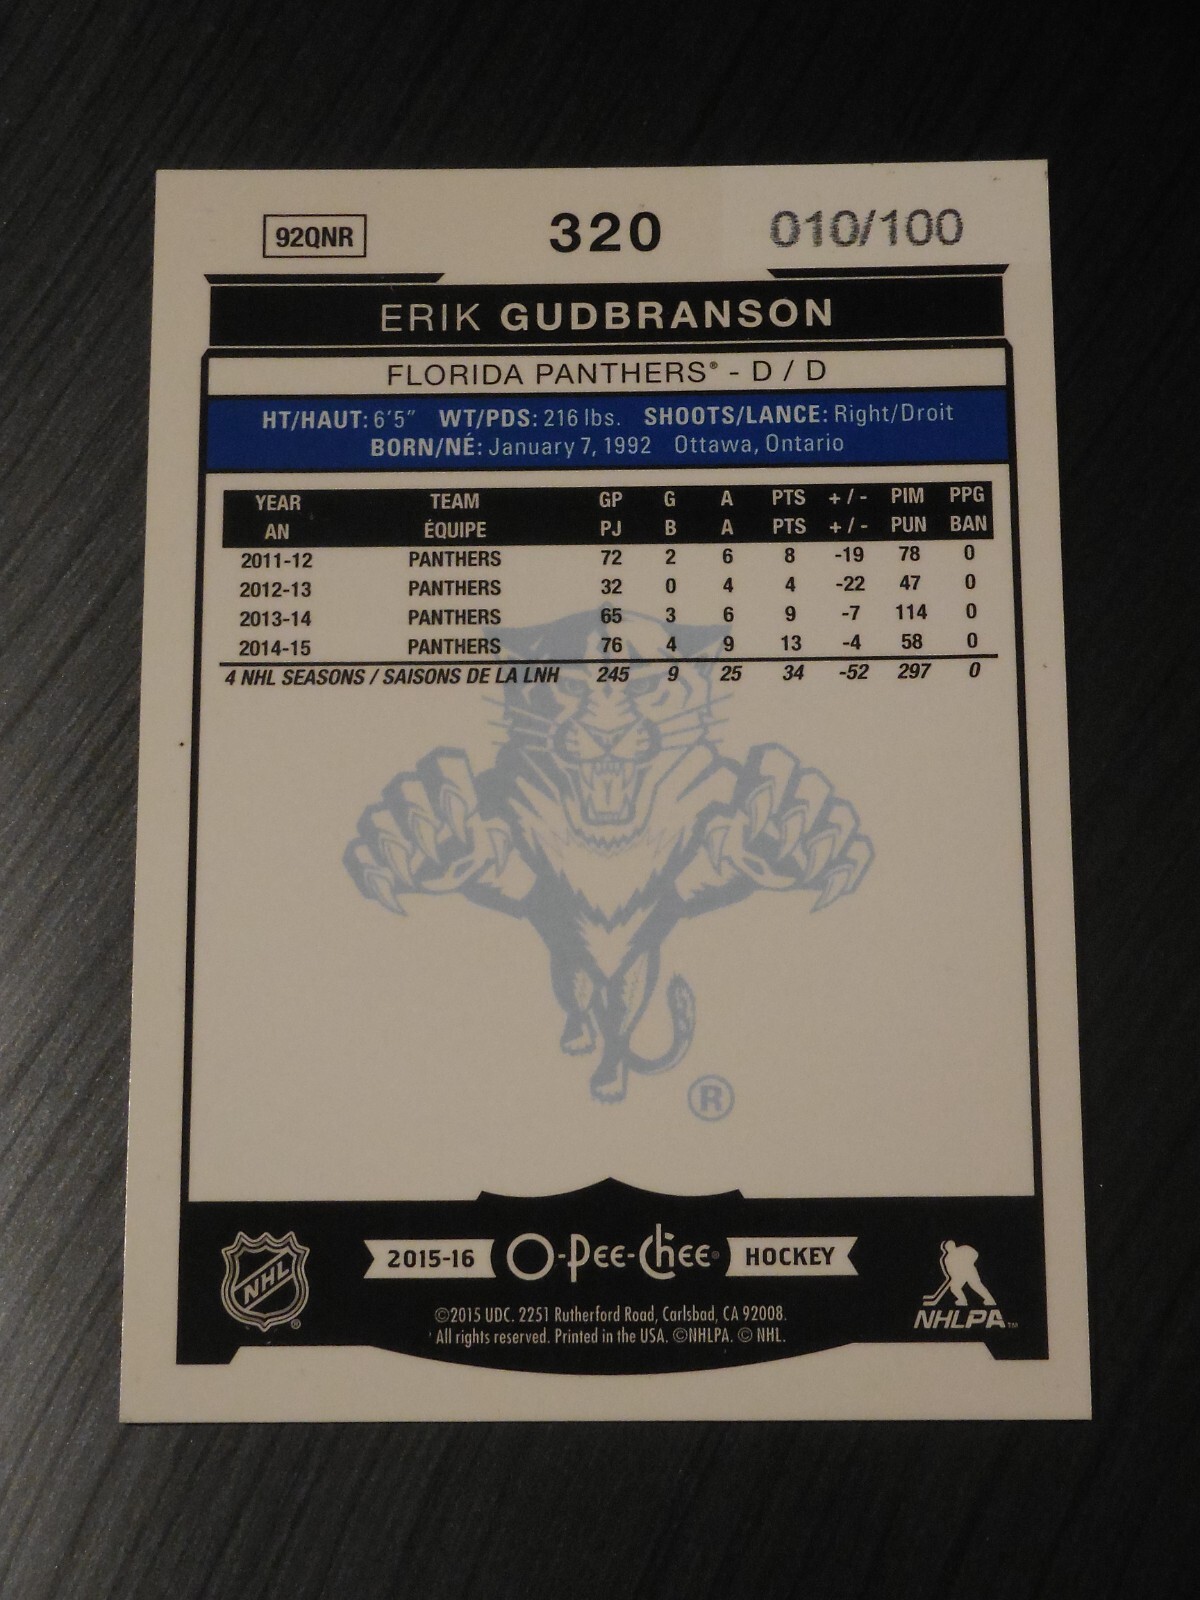 92QNR 320 010/100
ERIK GUDBRANSON
FLORIDA PANTHERS® - D / D
HT/HAUT: 6'5" WT/PDS: 216 lbs. SHOOTS/LANCE: Right/Droit
BORN/NÉ: January 7, 1992 Ottawa, Ontario
YEAR TEAM GP G A PTS +/- PIM PPG
AN ÉQUIPE PJ B A PTS +/- PUN BAN
2011-12 PANTHERS 72 2 6 8 -19 78 0
2012-13 PANTHERS 32 0 4 4 -22 47 0
2013-14 PANTHERS 65 3 6 9 -7 114 0
2014-15 PANTHERS 76 4 9 13 -4 58 0
4 NHL SEASONS / SAISONS DE LA LNH 245 9 25 34 -52 297 0
®
NHL ®
2015-16 O-Pee-Chee® HOCKEY
©2015 UDC. 2251 Rutherford Road, Carlsbad, CA 92008.
All rights reserved. Printed in the USA. ©NHLPA. © NHL.
NHLPA™